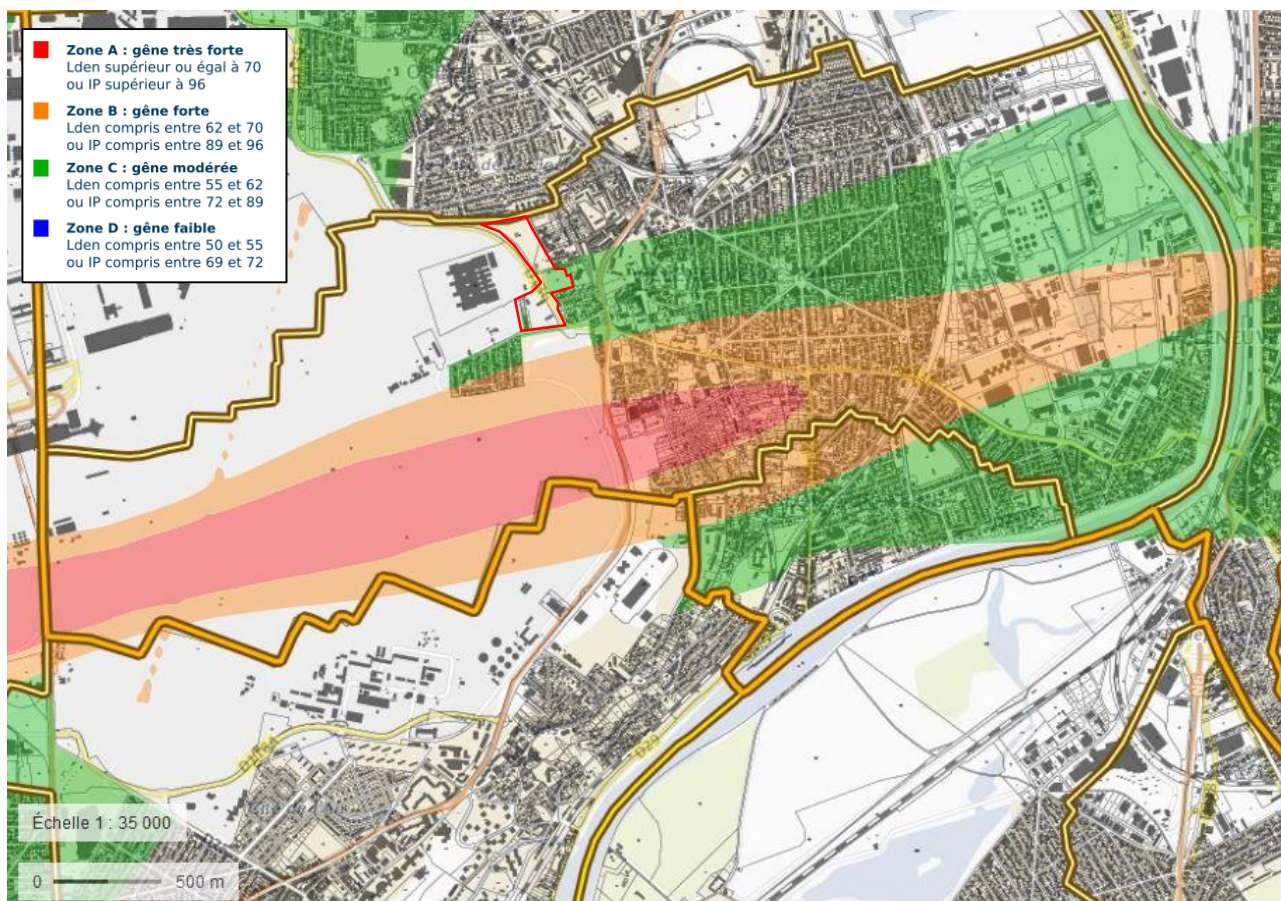 Zone A : gêne très forte
Lden supérieur ou égal à 70
ou IP supérieur à 96
Zone B : gêne forte
Lden compris entre 62 et 70
ou IP compris entre 89 et 96
Zone C : gêne modérée
Lden compris entre 55 et 62
ou IP compris entre 72 et 89
Zone D : gêne faible
Lden compris entre 50 et 55
ou IP compris entre 69 et 72
D29
Échelle 1 : 35 000
0
500 m